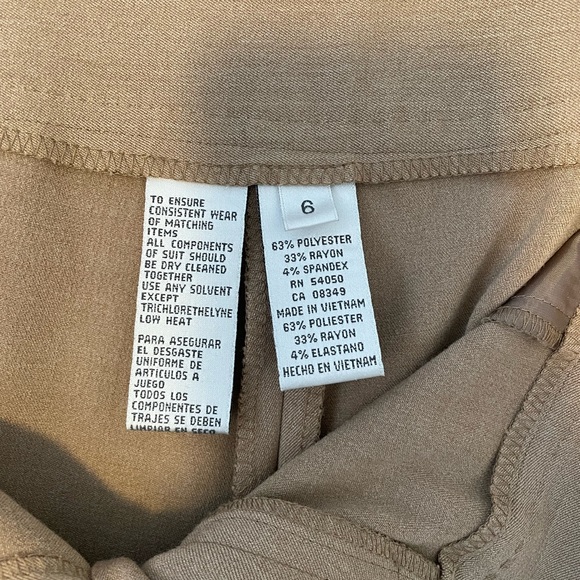 TO ENSURE
CONSISTENT WEAR
OF MATCHING
ITEMS
ALL COMPONENTS
OF SUIT SHOULD
BE DRY CLEANED
TOGETHER
USE ANY SOLVENT
EXCEPT
TRICHLORETHELYNE
LOW HEAT
PARA ASEGURAR
EL DESGASTE
UNIFORME DE
ARTICULOS A
JUEGO
TODOS LOS
COMPONENTES DE
TRAJES SE DEBEN
LIMPIAR EN SECO
6
63% POLYESTER
33% RAYON
4% SPANDEX
RN 54050
CA 08349
MADE IN VIETNAM
63% POLIESTER
33% RAYON
4% ELASTANO
HECHO EN VIETNAM